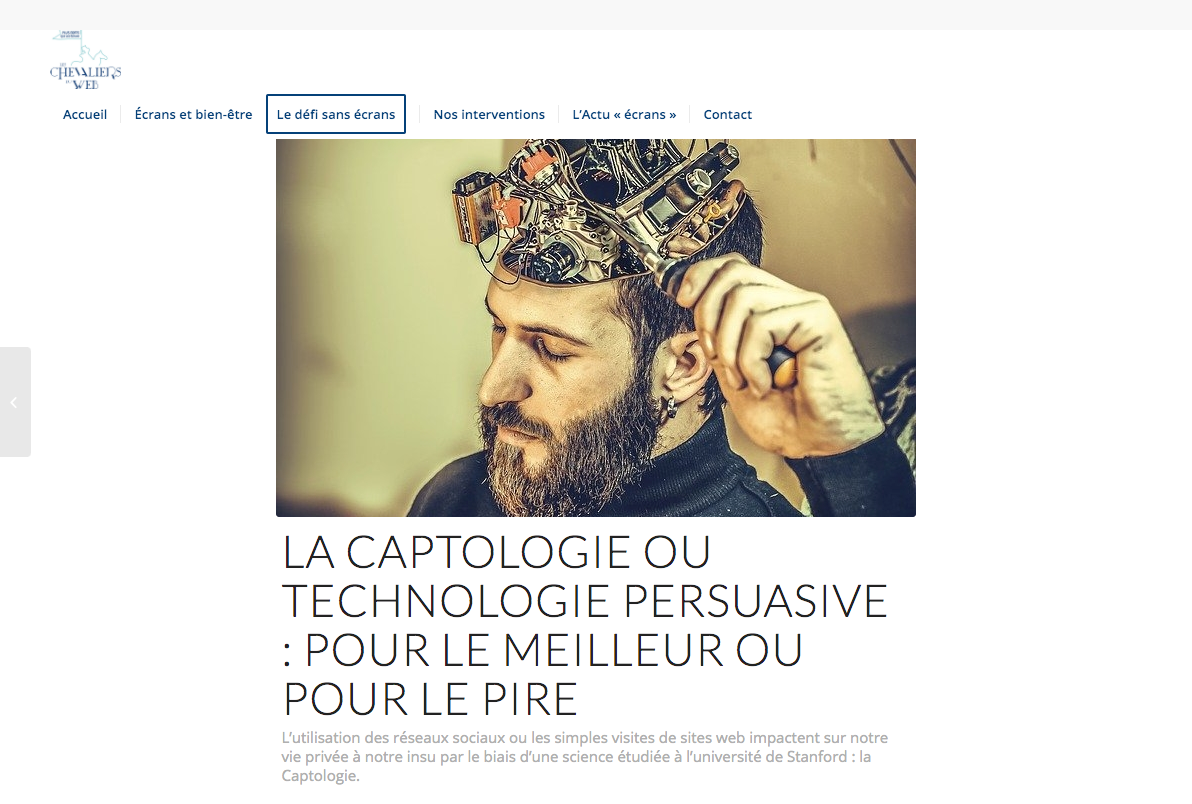 CHEVALIERS
WEB
Accueil
Écrans et bien-être
Le défi sans écrans
Nos interventions
L’Actu « écrans »
Contact
LA CAPTOLOGIE OU
TECHNOLOGIE PERSUASIVE
: POUR LE MEILLEUR OU
POUR LE PIRE
L’utilisation des réseaux sociaux ou les simples visites de sites web impactent sur notre
vie privée à notre insu par le biais d’une science étudiée à l’université de Stanford : la
Captologie.